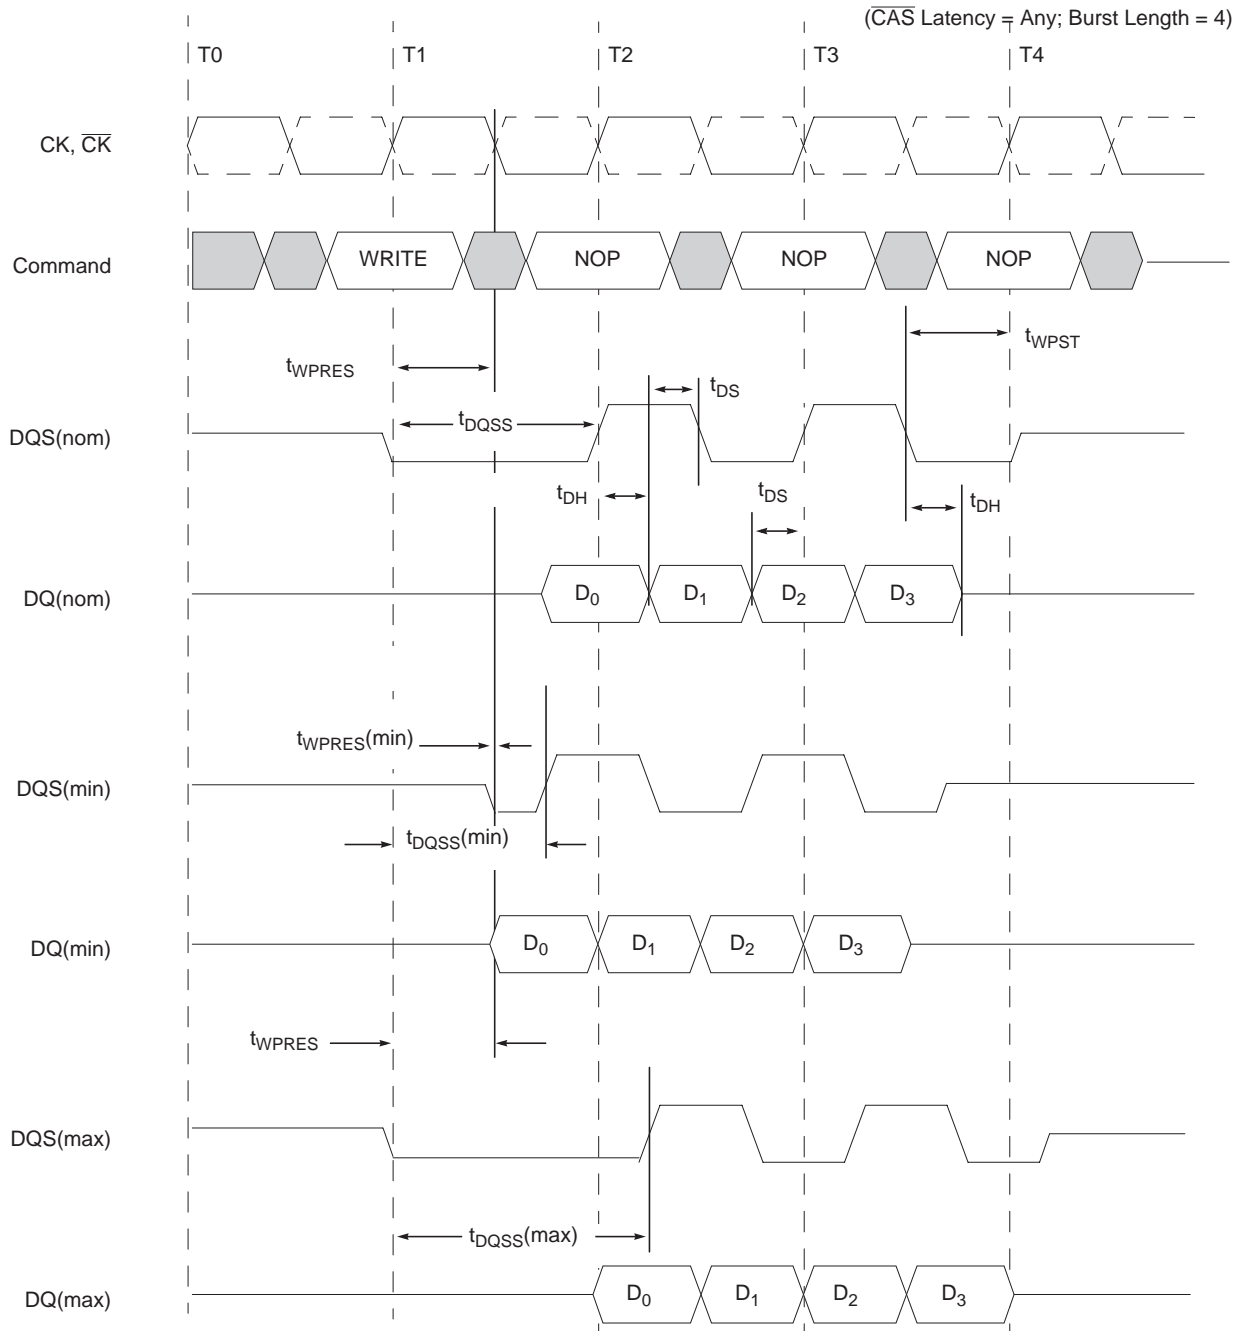 (C̅A̅S̅ Latency = Any; Burst Length = 4)
T0 T1 T2 T3 T4
CK, C̅K̅
Command WRITE NOP NOP NOP
tWPST
tWPRES
tDS
DQS(nom) tDQSS
tDH tDS tDH
DQ(nom) D0 D1 D2 D3
tWPRES(min)
DQS(min)
tDQSS(min)
DQ(min) D0 D1 D2 D3
tWPRES
DQS(max)
tDQSS(max)
DQ(max) D0 D1 D2 D3